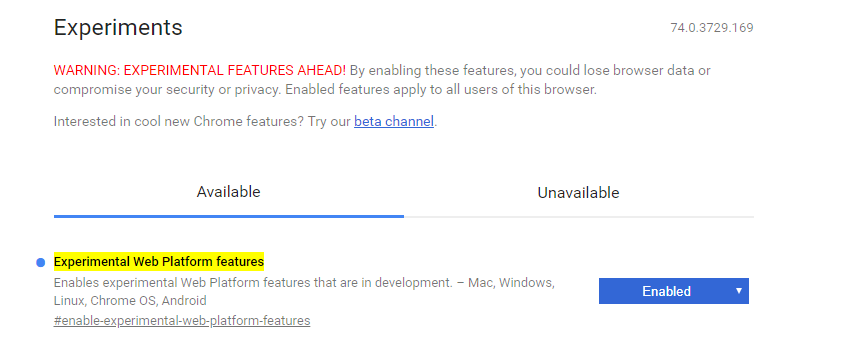 Experiments
74.0.3729.169
WARNING: EXPERIMENTAL FEATURES AHEAD! By enabling these features, you could lose browser data or
compromise your security or privacy. Enabled features apply to all users of this browser.
Interested in cool new Chrome features? Try our beta channel.
Available
Unavailable
Experimental Web Platform features
Enables experimental Web Platform features that are in development. – Mac, Windows,
Linux, Chrome OS, Android
#enable-experimental-web-platform-features
Enabled